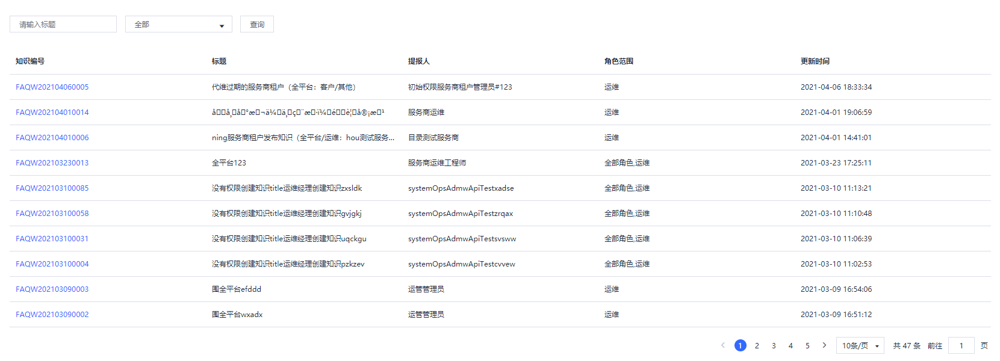 请输入标题 全部 查询
知识编号 标题 提报人 角色范围 更新时间
FAQW202104060005 代维过期的服务商租户（全平台：客户/其他） 初始权限服务商租户管理员#123 运维 2021-04-06 18:33:34
FAQW202104010014 服务商运维 运维 2021-04-01 19:06:59
FAQW202104010006 ning服务商租户发布知识（全平台/运维：hou测试服务... 目录测试服务商 运维 2021-04-01 14:41:01
FAQW202103230013 全平台123 服务商运维工程师 全部角色,运维 2021-03-23 17:25:11
FAQW202103100085 没有权限创建知识title运维经理创建知识zxsldk systemOpsAdmwApiTestxadse 全部角色,运维 2021-03-10 11:13:21
FAQW202103100058 没有权限创建知识title运维经理创建知识gvjgkj systemOpsAdmwApiTestzrqax 全部角色,运维 2021-03-10 11:10:48
FAQW202103100031 没有权限创建知识title运维经理创建知识uqckgu systemOpsAdmwApiTestsvsww 全部角色,运维 2021-03-10 11:06:39
FAQW202103100004 没有权限创建知识title运维经理创建知识pzkzev systemOpsAdmwApiTestcvvew 全部角色,运维 2021-03-10 11:02:53
FAQW202103090003 围全平台efddd 运管管理员 运维 2021-03-09 16:54:06
FAQW202103090002 围全平台wxadx 运管管理员 运维 2021-03-09 16:51:12
1 2 3 4 5 10条/页 共 47 条 前往 1 页